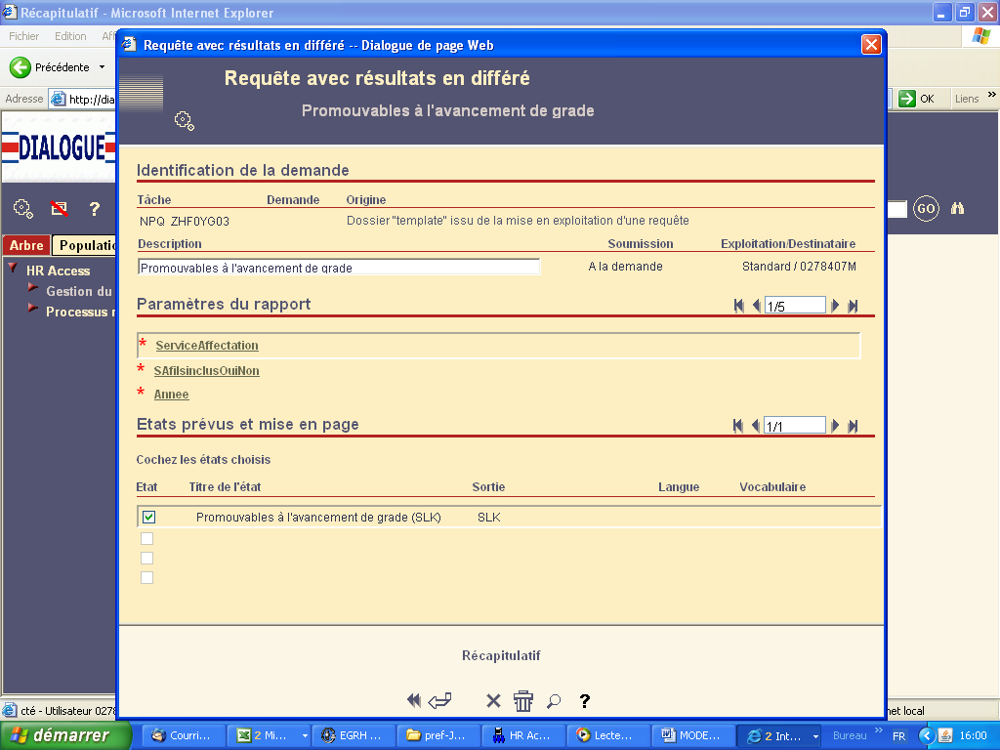 Récapitulatif - Microsoft Internet Explorer
Fichier Edition
Requête avec résultats en différé -- Dialogue de page Web
Précédente
Adresse http://dia
OK Liens »
Requête avec résultats en différé
Promouvables à l'avancement de grade
DIALOGUE
? GO
Arbre
HR Access
Gestion du
Processus
Identification de la demande
Tâche Demande Origine
NPQ ZHF0YG03 Dossier "template" issu de la mise en exploitation d'une requête
Description Soumission Exploitation/Destinataire
Promouvables à l'avancement de grade A la demande Standard / 0278407M
Paramètres du rapport 1/5
* ServiceAffectation
* SAfilsinclusOuiNon
* Annee
Etats prévus et mise en page 1/1
Cochez les états choisis
Etat Titre de l'état Sortie Langue Vocabulaire
Promouvables à l'avancement de grade (SLK) SLK
Récapitulatif
?
cté - Utilisateur 0278
net local
démarrer Courri... 2 Mi... EGRH ... pref-J... HR Ac... Lecte... MODE... 2 Int... Bureau » FR 16:00